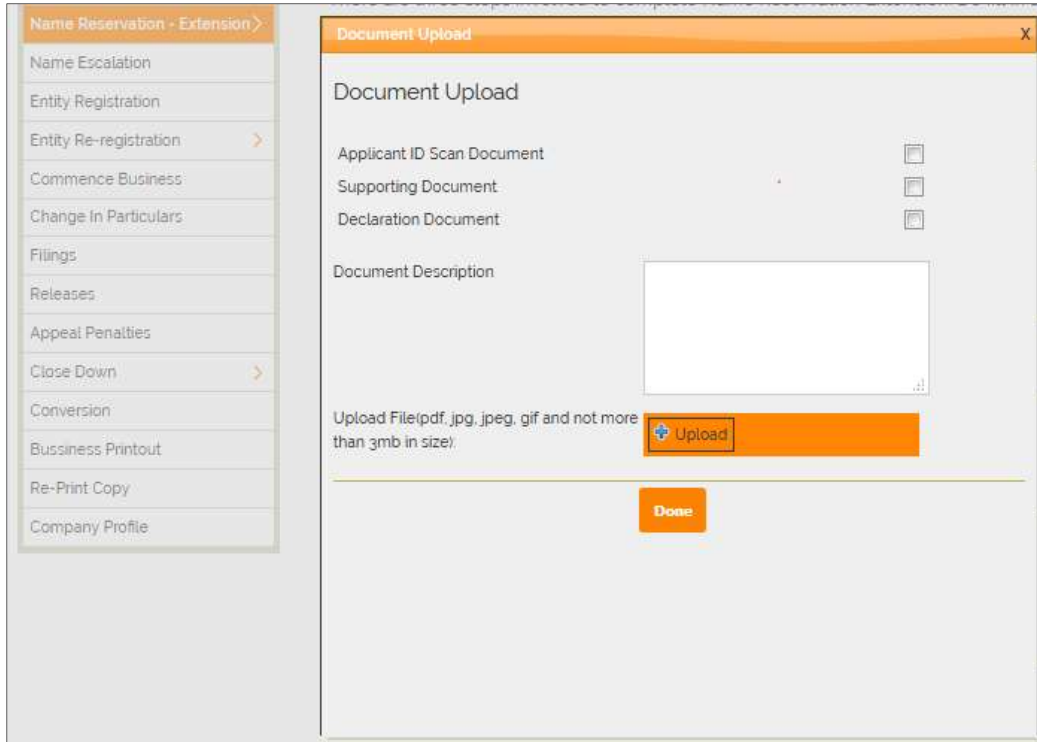 Name Reservation - Extension
Name Escalation
Entity Registration
Entity Re-registration
Commence Business
Change In Particulars
Filings
Releases
Appeal Penalties
Close Down
Conversion
Bussiness Printout
Re-Print Copy
Company Profile
Document Upload
X
Document Upload
Applicant ID Scan Document
Supporting Document
Declaration Document
Document Description
Upload File(pdf, jpg, jpeg, gif and not more
than 3mb in size):
Upload
Done